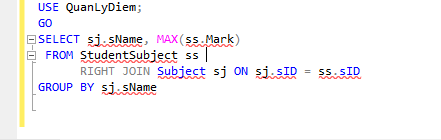 USE QuanLyDiem;
GO
SELECT sj.sName, MAX(ss.Mark)
FROM StudentSubject ss
RIGHT JOIN Subject sj ON sj.sID = ss.sID
GROUP BY sj.sName